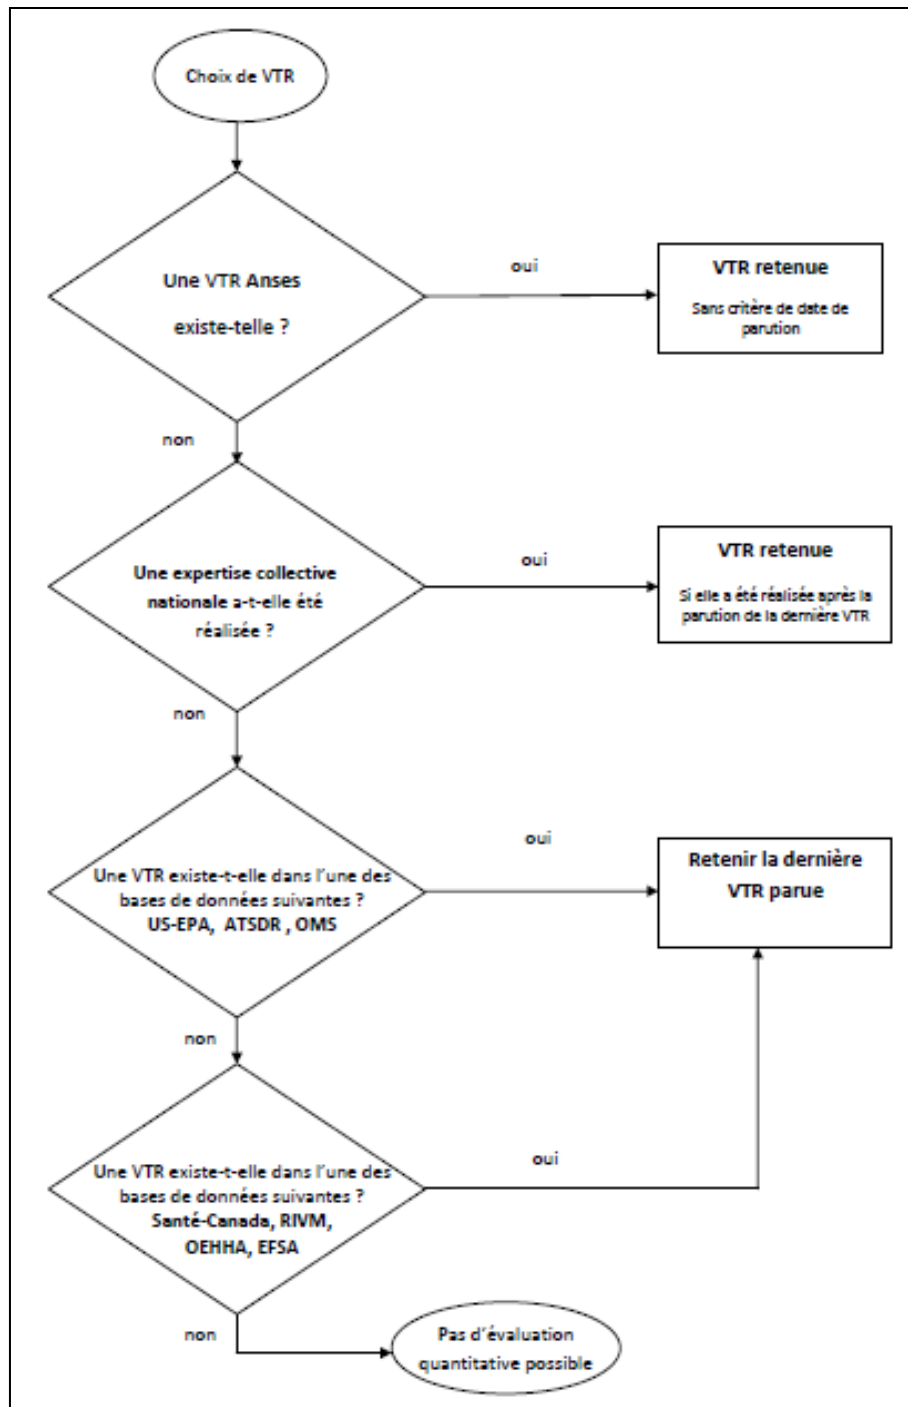 Choix de VTR
Une VTR Anses
existe-telle ?
oui
VTR retenue
Sans critère de date de
parution
non
Une expertise collective
nationale a-t-elle été
réalisée ?
oui
VTR retenue
Si elle a été réalisée après la
parution de la dernière VTR
non
Une VTR existe-t-elle dans l'une des
bases de données suivantes ?
US-EPA, ATSDR , OMS
oui
Retenir la dernière
VTR parue
non
Une VTR existe-t-elle dans l'une des
bases de données suivantes ?
Santé-Canada, RIVM,
OEHHA, EFSA
oui
non
Pas d'évaluation
quantitative possible